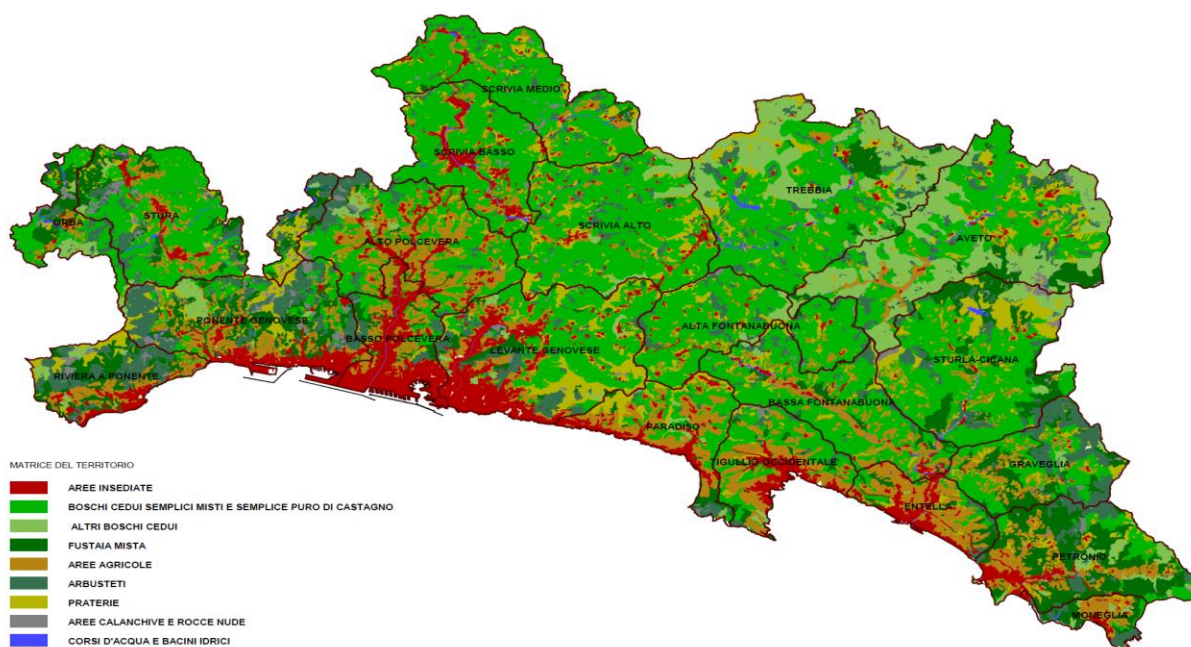 SCRIVIA MEDIO
SCRIVIA BASSO
TREBBIA
ORBA
STURA
SCRIVIA ALTO
ALTO POLCEVERA
AVETO
PONENTE GENOVESE
ALTA FONTANABUONA
BASSO POLCEVERA
LEVANTE GENOVESE
STURLA-CICANA
RIVIERA A PONENTE
BASSA FONTANABUONA
PARADISO
TIGULLIO OCCIDENTALE
GRAVEGLIA
ENTELLA
PETRONIO
MONEGLIA
MATRICE DEL TERRITORIO
AREE INSEDIATE
BOSCHI CEDUI SEMPLICI MISTI E SEMPLICE PURO DI CASTAGNO
ALTRI BOSCHI CEDUI
FUSTAIA MISTA
AREE AGRICOLE
ARBUSTETI
PRATERIE
AREE CALANCHIVE E ROCCE NUDE
CORSI D'ACQUA E BACINI IDRICI